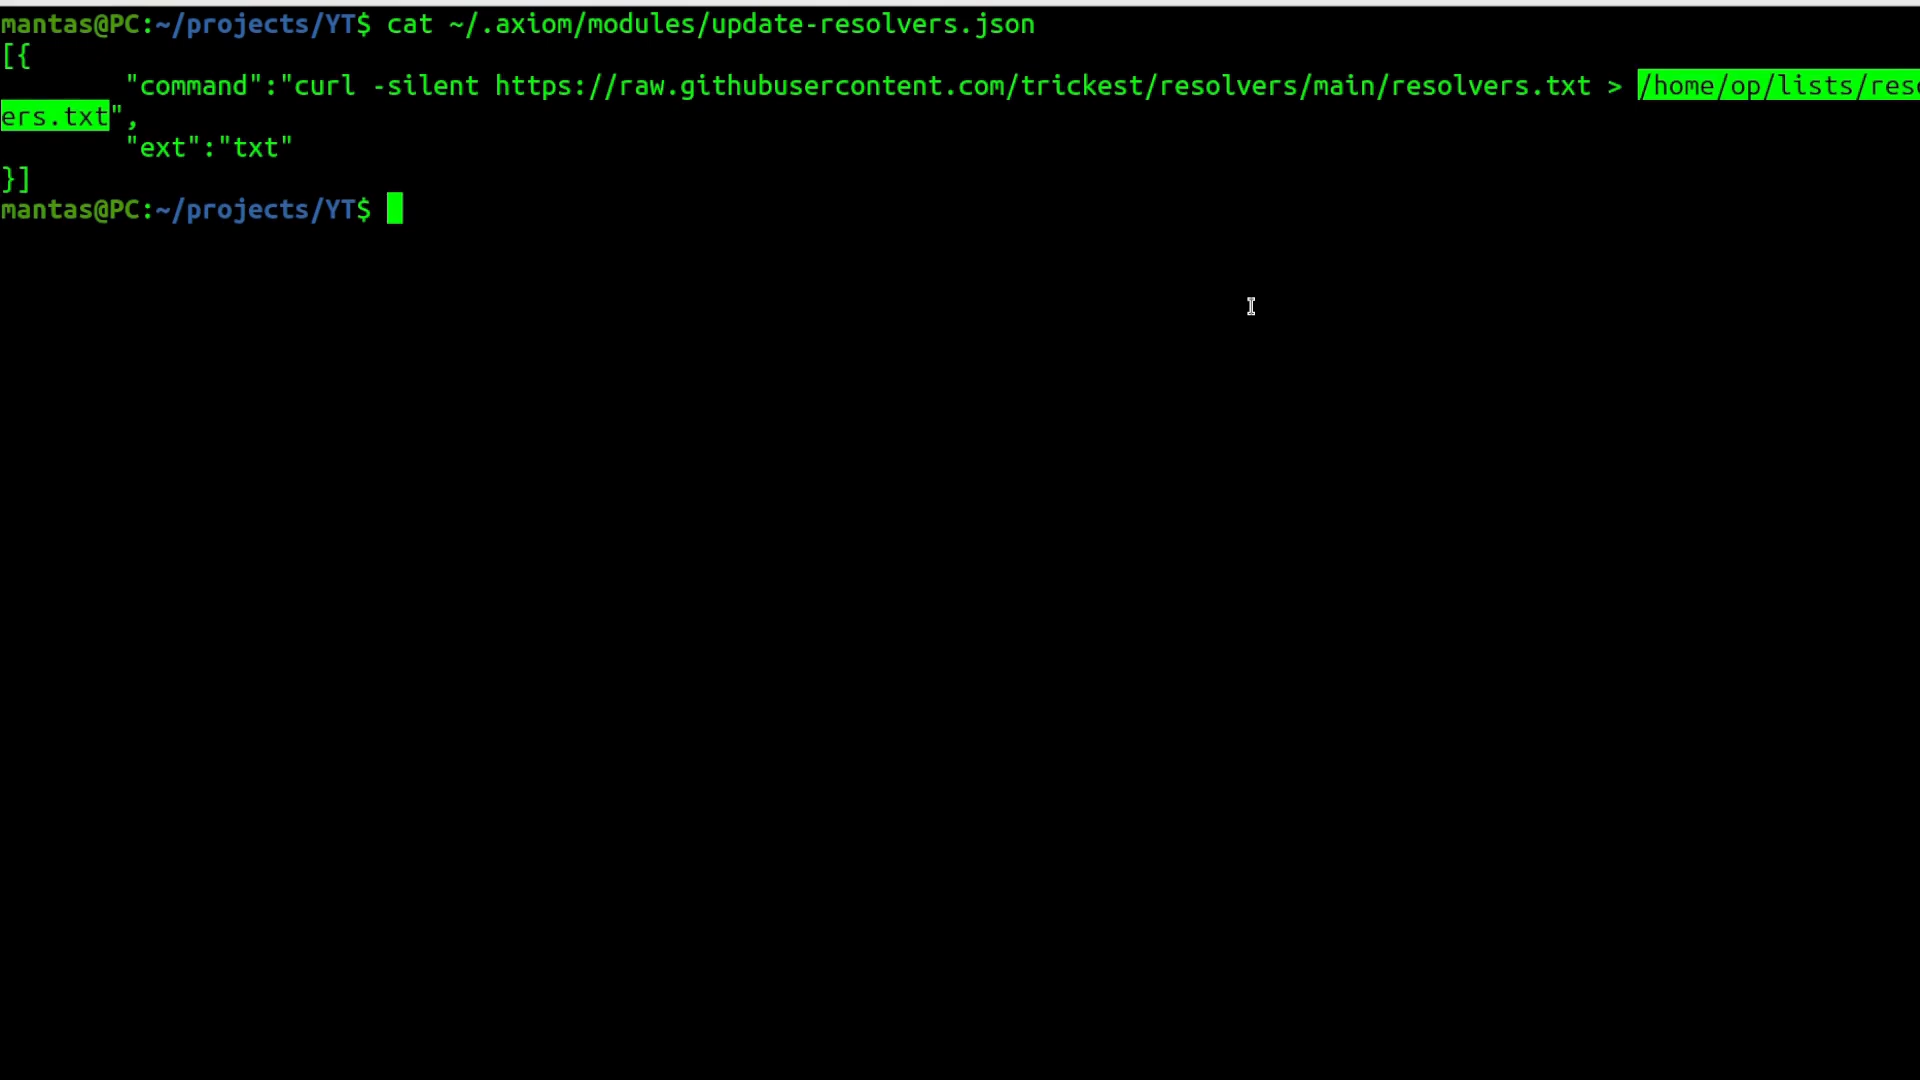 mantas@PC:~/projects/YT$ cat ~/.axiom/modules/update-resolvers.json
[{
"command":"curl -silent https://raw.githubusercontent.com/trickest/resolvers/main/resolvers.txt > /home/op/lists/reso
ers.txt",
"ext":"txt"
}]
mantas@PC:~/projects/YT$